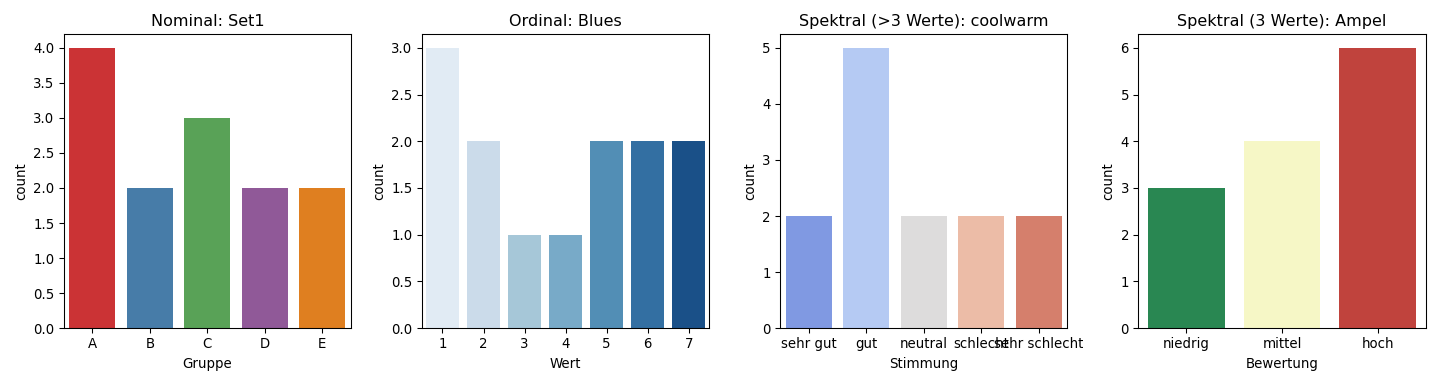 Nominal: Set1
4.0
3.5
3.0
2.5
2.0
1.5
1.0
0.5
0.0
count
A B C D E
Gruppe
Ordinal: Blues
3.0
2.5
2.0
1.5
1.0
0.5
0.0
count
1 2 3 4 5 6 7
Wert
Spektral (>3 Werte): coolwarm
5
4
3
2
1
0
count
sehr gut gut neutral schlecht sehr schlecht
Stimmung
Spektral (3 Werte): Ampel
6
5
4
3
2
1
0
count
niedrig mittel hoch
Bewertung